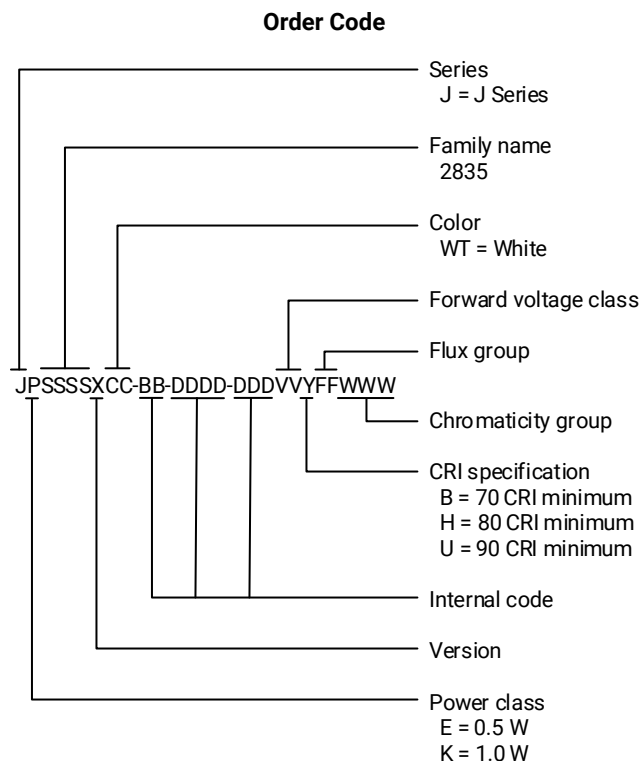 Order Code
Series
J = J Series
Family name
2835
Color
WT = White
Forward voltage class
Flux group
JPSSSSXCC-BB-DDDD-DDDVVYFFWWW
Chromaticity group
CRI specification
B = 70 CRI minimum
H = 80 CRI minimum
U = 90 CRI minimum
Internal code
Version
Power class
E = 0.5 W
K = 1.0 W